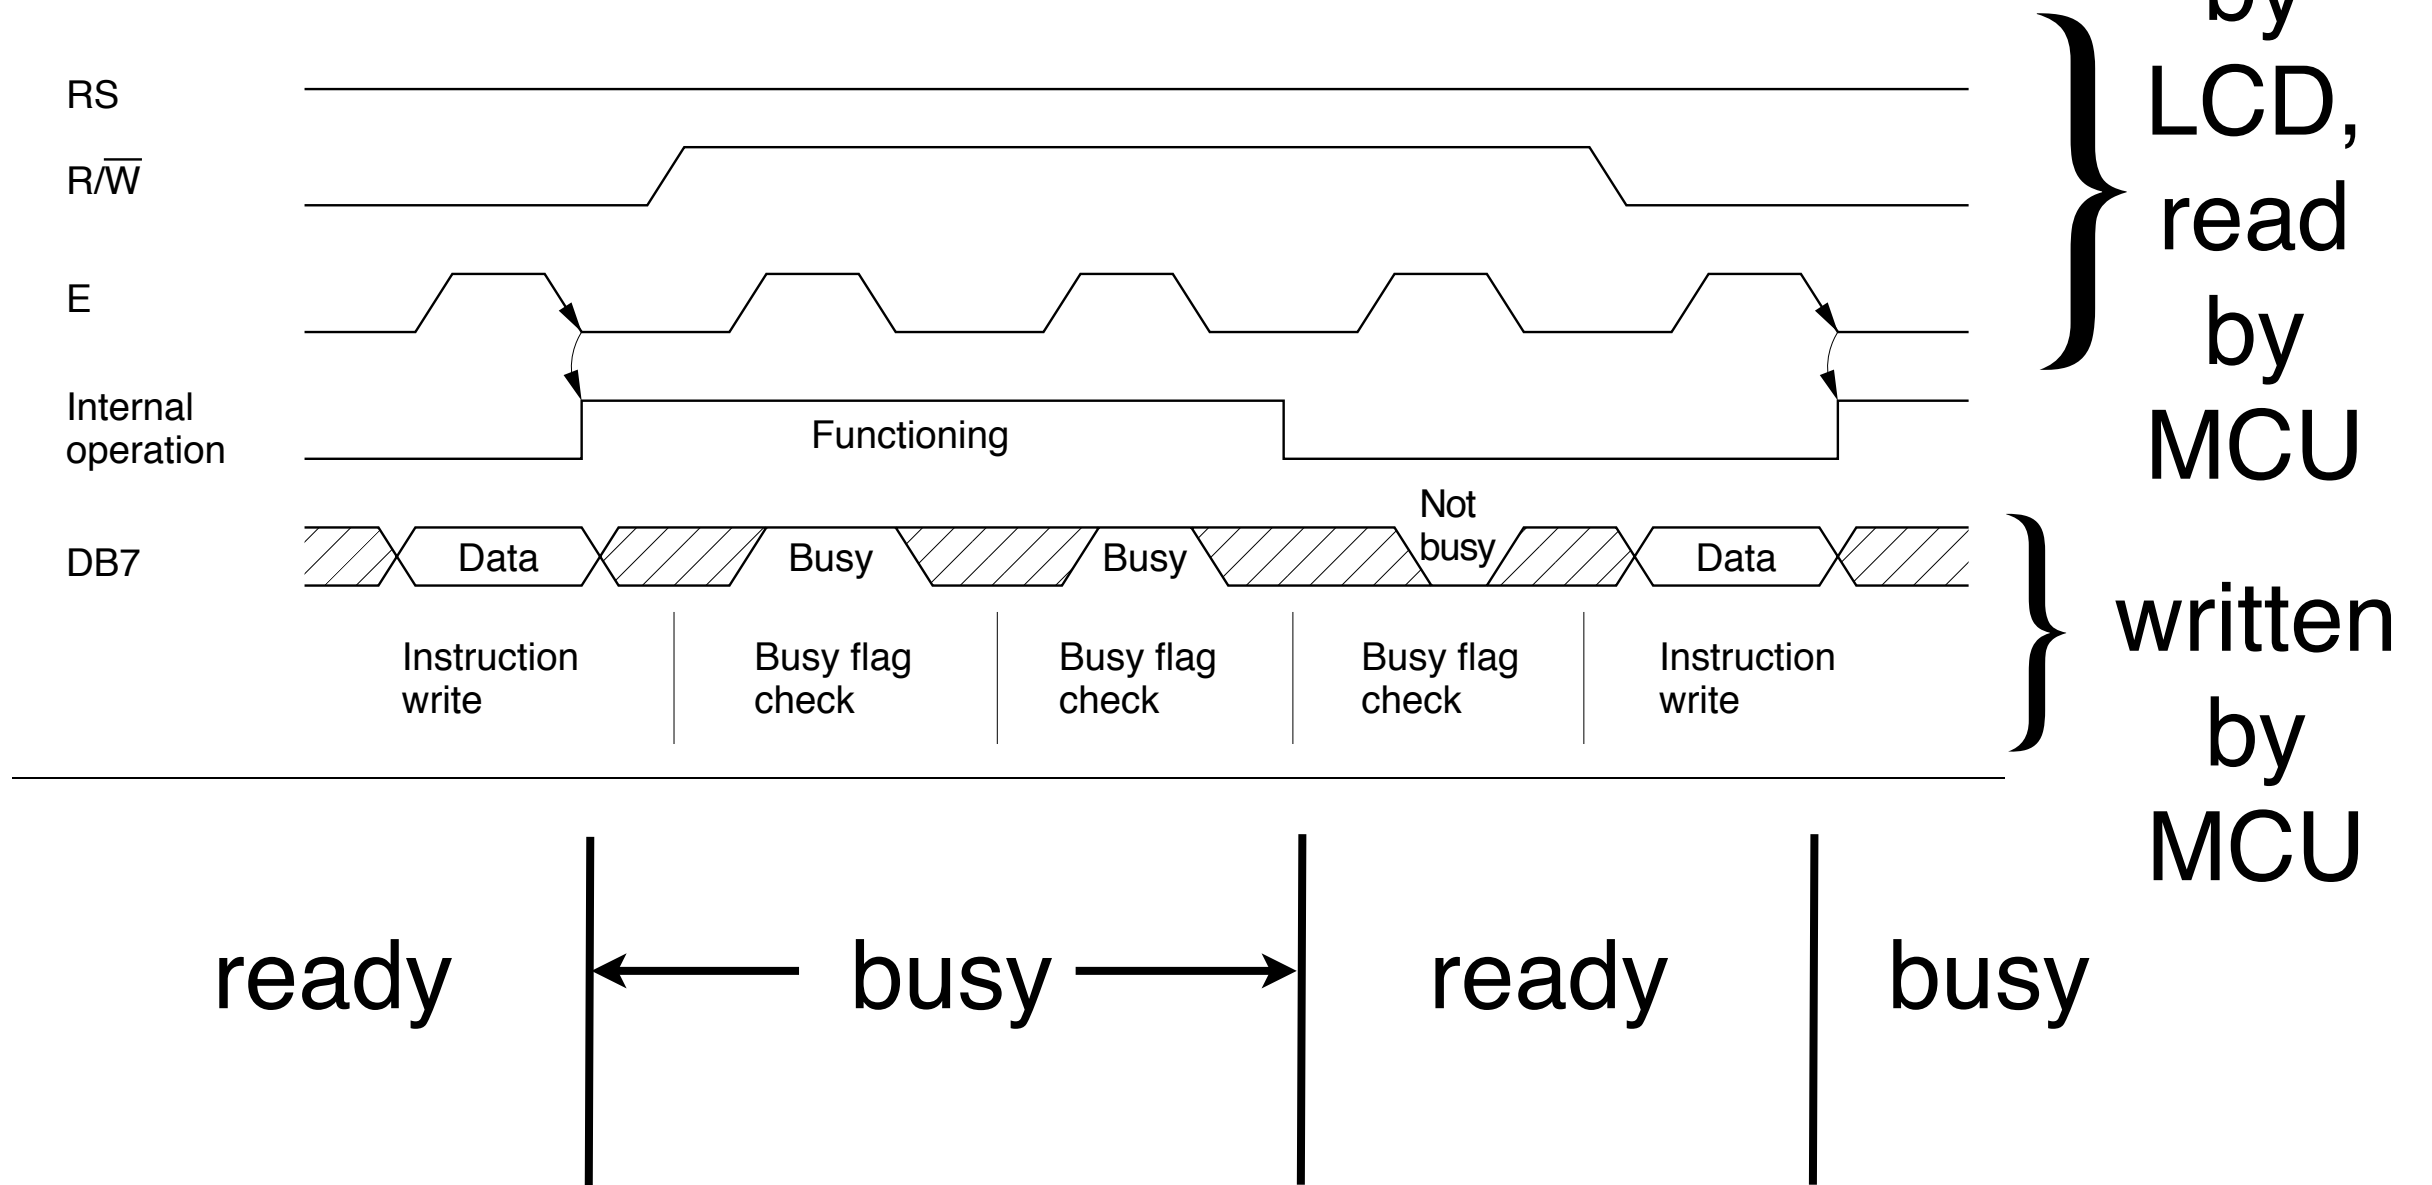 by
LCD,
read
by
MCU
RS
R/W̅
E
Internal
operation
Functioning
Not
busy
DB7
Data
Busy
Busy
Data
Instruction
write
Busy flag
check
Busy flag
check
Busy flag
check
Instruction
write
written
by
MCU
ready
busy
ready
busy